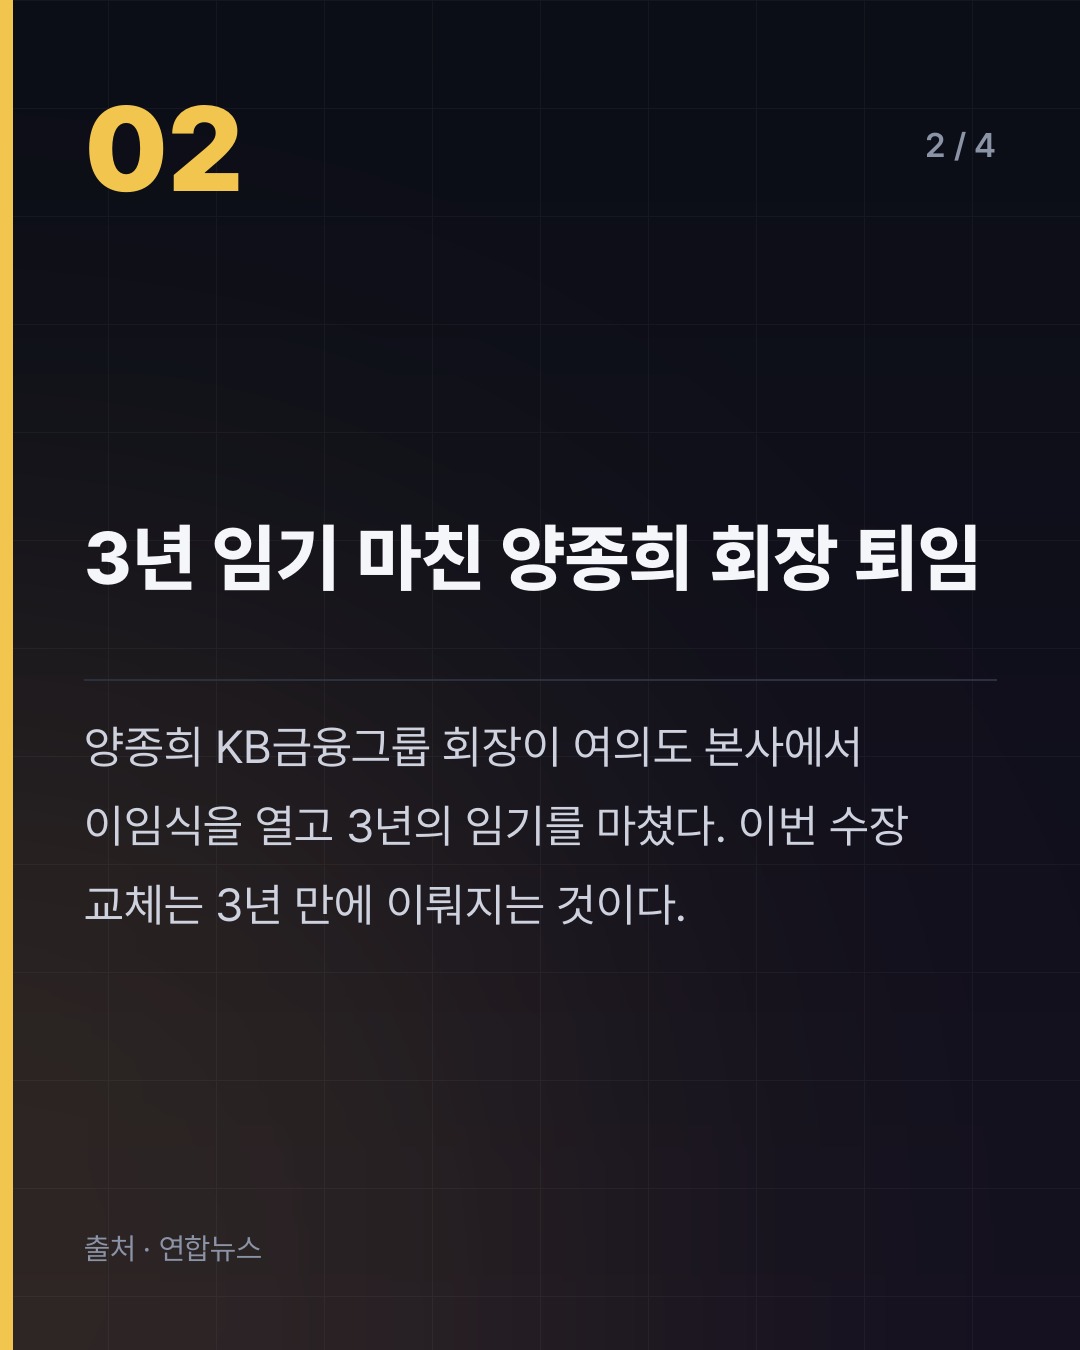 02
2 / 4
3년 임기 마친 양종희 회장 퇴임
양종희 KB금융그룹 회장이 여의도 본사에서
이임식을 열고 3년의 임기를 마쳤다. 이번 수장
교체는 3년 만에 이뤄지는 것이다.
출처 · 연합뉴스